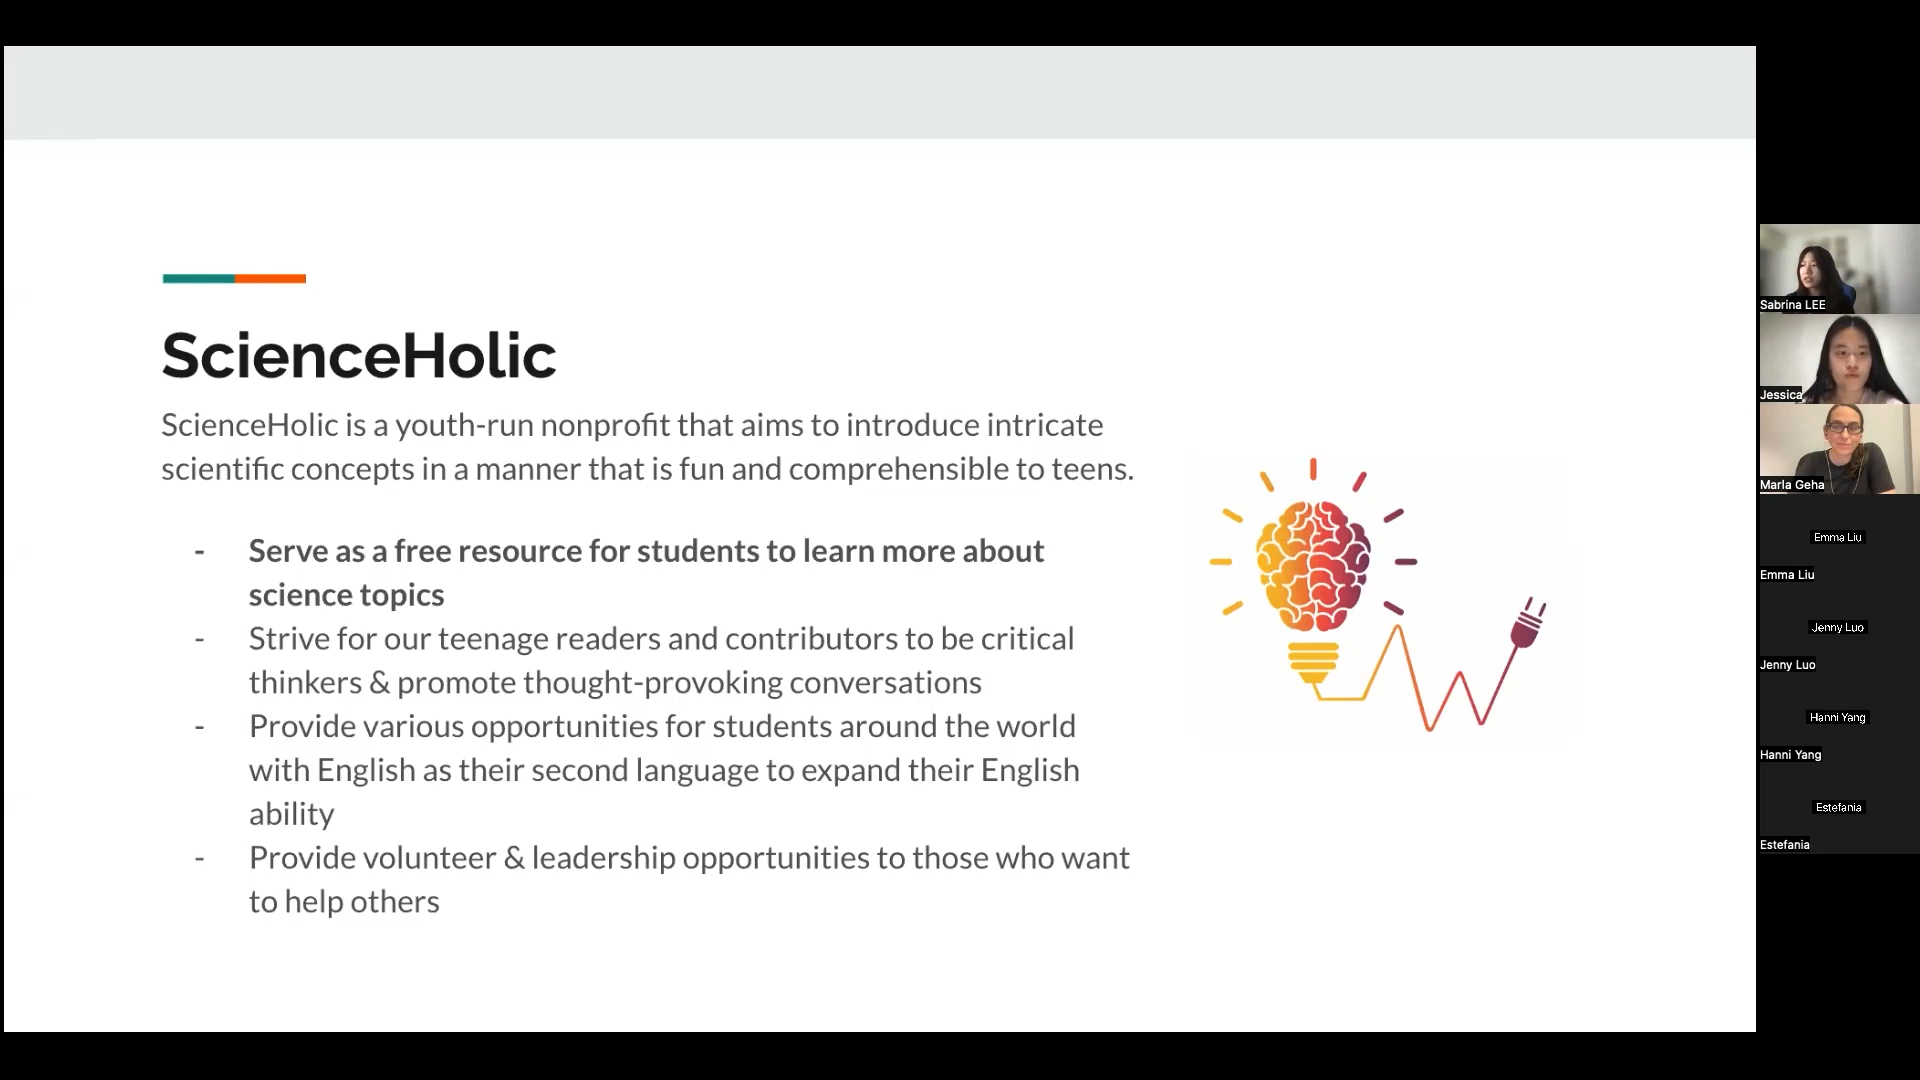 ScienceHolic
ScienceHolic is a youth-run nonprofit that aims to introduce intricate
scientific concepts in a manner that is fun and comprehensible to teens.
- Serve as a free resource for students to learn more about
science topics
- Strive for our teenage readers and contributors to be critical
thinkers & promote thought-provoking conversations
- Provide various opportunities for students around the world
with English as their second language to expand their English
ability
- Provide volunteer & leadership opportunities to those who want
to help others
Sabrina LEE
Jessica
Marla Geha
Emma Liu
Emma Liu
Jenny Luo
Jenny Luo
Hanni Yang
Hanni Yang
Estefania
Estefania